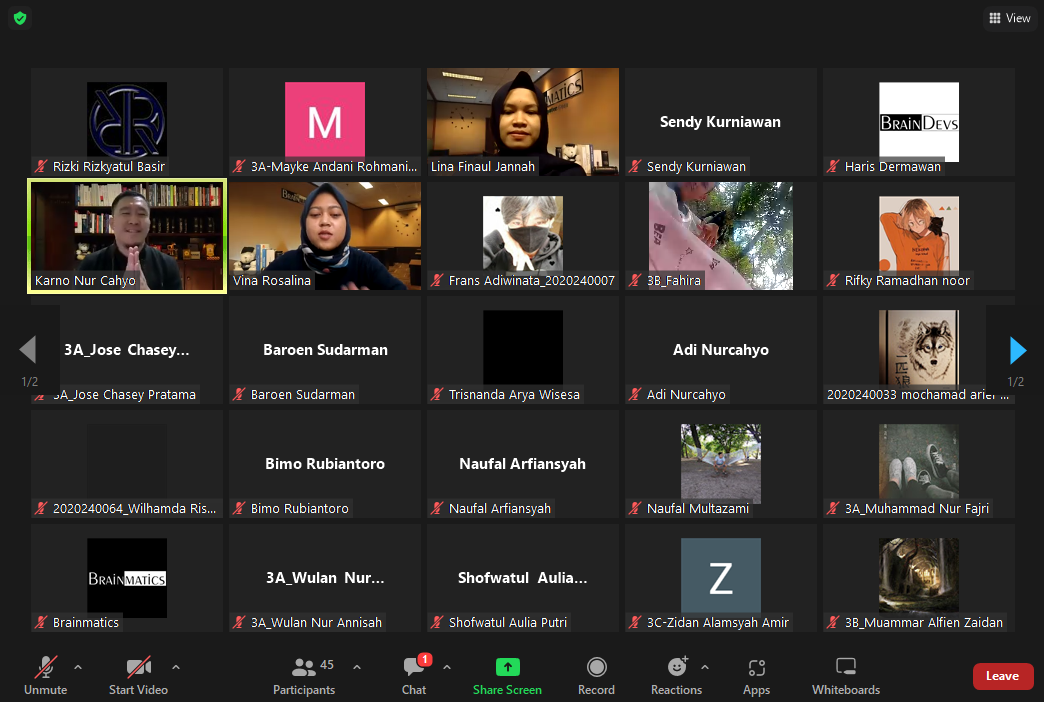 View
Rizki Rizkyatul Basir
M
3A-Mayke Andani Rohmani...
Lina Finaul Jannah
Sendy Kurniawan
Sendy Kurniawan
BRAINDEVS
Haris Dermawan
Karno Nur Cahyo
Vina Rosalina
Frans Adiwinata_2020240007
3B_Fahira
Rifky Ramadhan noor
3A_Jose Chasey...
3A_Jose Chasey Pratama
Baroen Sudarman
Baroen Sudarman
Trisnanda Arya Wisesa
Adi Nurcahyo
Adi Nurcahyo
2020240033 mochamad arief ...
1/2
1/2
2020240064_Wilhamda Ris...
Bimo Rubiantoro
Bimo Rubiantoro
Naufal Arfiansyah
Naufal Arfiansyah
Naufal Multazami
3A_Muhammad Nur Fajri
BRAINMATICS
Brainmatics
3A_Wulan Nur...
3A_Wulan Nur Annisah
Shofwatul Aulia...
Shofwatul Aulia Putri
Z
3C-Zidan Alamsyah Amir
3B_Muammar Alfien Zaidan
Unmute
Start Video
45
Participants
1
Chat
Share Screen
Record
Reactions
Apps
Whiteboards
Leave